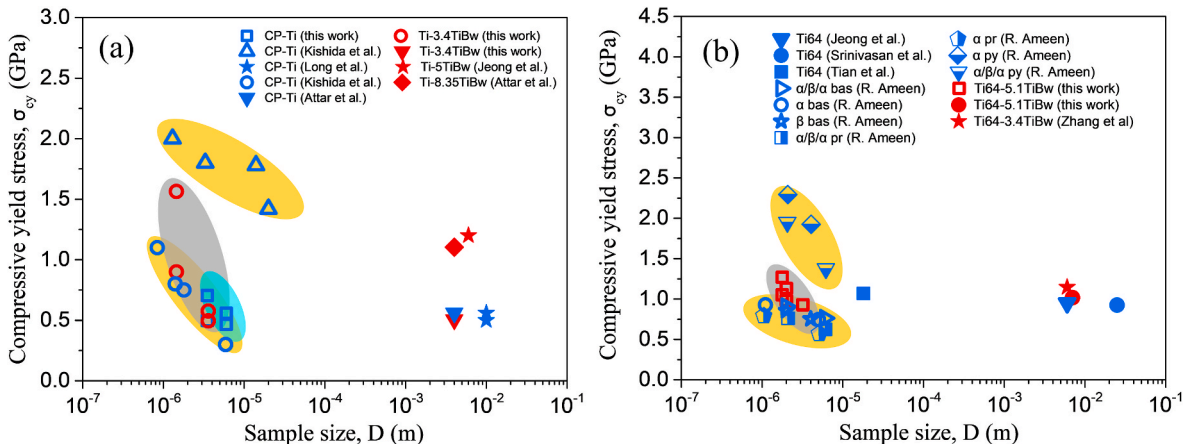 (a)
CP-Ti (this work)
CP-Ti (Kishida et al.)
CP-Ti (Long et al.)
CP-Ti (Kishida et al.)
CP-Ti (Attar et al.)
Ti-3.4TiBw (this work)
Ti-3.4TiBw (this work)
Ti-5TiBw (Jeong et al.)
Ti-8.35TiBw (Attar et al.)
Compressive yield stress, σcy (GPa)
3.0
2.5
2.0
1.5
1.0
0.5
0.0
10-7 10-6 10-5 10-4 10-3 10-2 10-1
Sample size, D (m)
(b)
Ti64 (Jeong et al.)
Ti64 (Srinivasan et al.)
Ti64 (Tian et al.)
α/β/α bas (R. Ameen)
α bas (R. Ameen)
β bas (R. Ameen)
α/β/α pr (R. Ameen)
α pr (R. Ameen)
α py (R. Ameen)
α/β/α py (R. Ameen)
Ti64-5.1TiBw (this work)
Ti64-5.1TiBw (this work)
Ti64-3.4TiBw (Zhang et al)
Compressive yield stress, σcy (GPa)
4.5
4.0
3.5
3.0
2.5
2.0
1.5
1.0
0.5
0.0
10-7 10-6 10-5 10-4 10-3 10-2 10-1
Sample size, D (m)